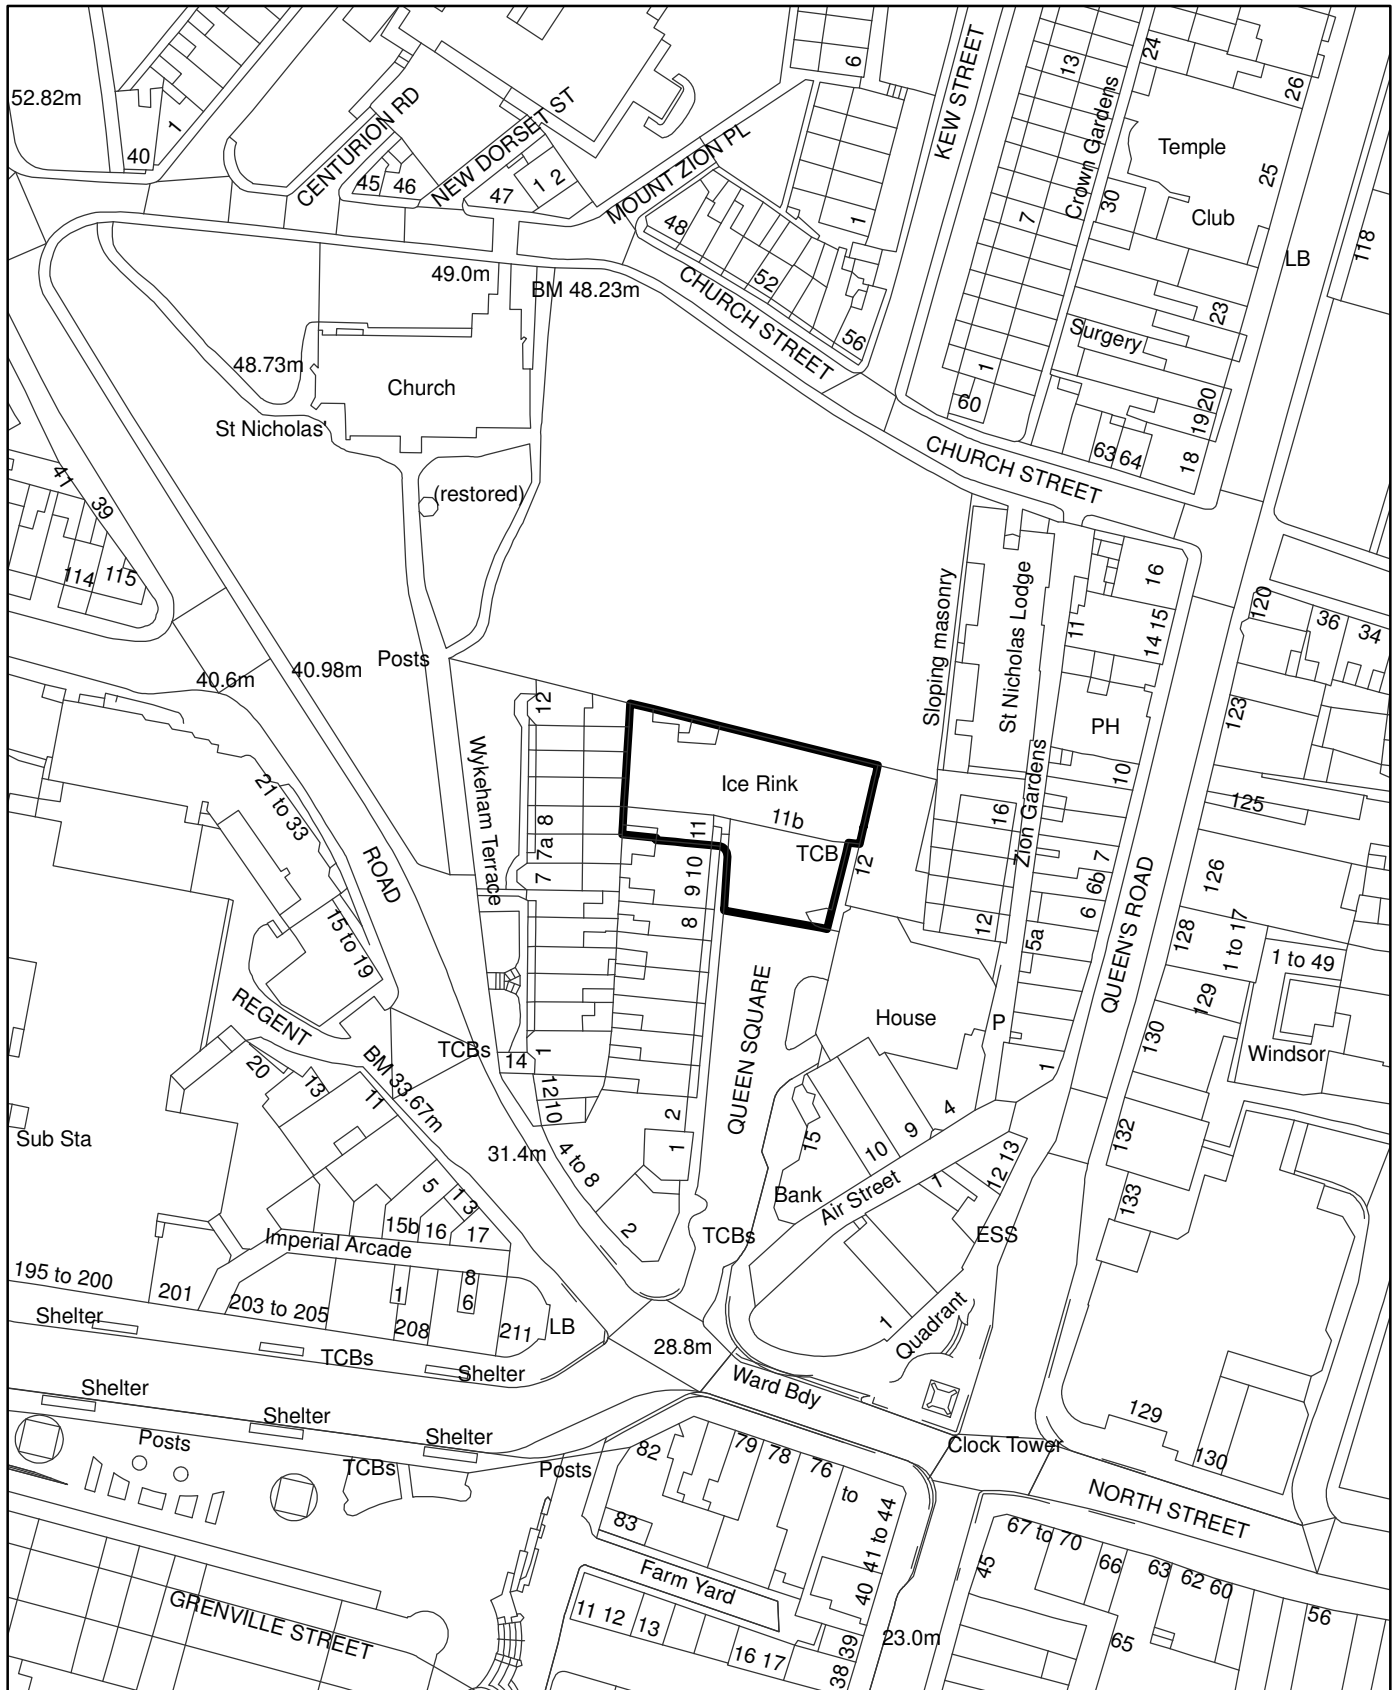 6
KEW STREET
13
24
26
52.82m
40
1
CENTURION RD
NEW DORSET ST
45
46
47
1 2
MOUNT ZION PL
Crown Gardens
Temple
Club
25
30
7
1
48
52
56
CHURCH STREET
LB
118
49.0m
BM 48.23m
23
Surgery
48.73m
Church
St Nicholas'
(restored)
1
60
20
19
18
63
64
CHURCH STREET
41
39
114
115
Posts
40.6m
40.98m
Sloping masonry
St Nicholas Lodge
11
16
14 15
120
36
34
123
PH
10
125
12
Wykeham Terrace
Ice Rink
11b
TCB
12
16
Zion Gardens
8
7a
7
11
9 10
8
21 to 33
ROAD
15 to 19
12
5a
6
6b
7
QUEEN'S ROAD
126
128
1 to 17
1 to 49
129
130
Windsor
REGENT
BM 33.67m
TCBs
14
1
QUEEN SQUARE
House
P
1
20
13
11
12
10
2
1
4 to 8
2
31.4m
15
10
9
4
Bank
Air Street
1
12 13
ESS
132
133
Sub Sta
5
1
3
15b
16
17
Imperial Arcade
195 to 200
201
203 to 205
1
208
8
6
211
LB
TCBs
1
Quadrant
28.8m
Ward Bdy
Shelter
TCBs
Shelter
Shelter
Shelter
Shelter
Posts
TCBs
Posts
Clock Tower
129
130
NORTH STREET
82
79
78
76
to
41 to 44
83
Farm Yard
40
11 12
13
16 17
38 39
23.0m
45
67 to 70
66
63
62 60
65
56
GRENVILLE STREET